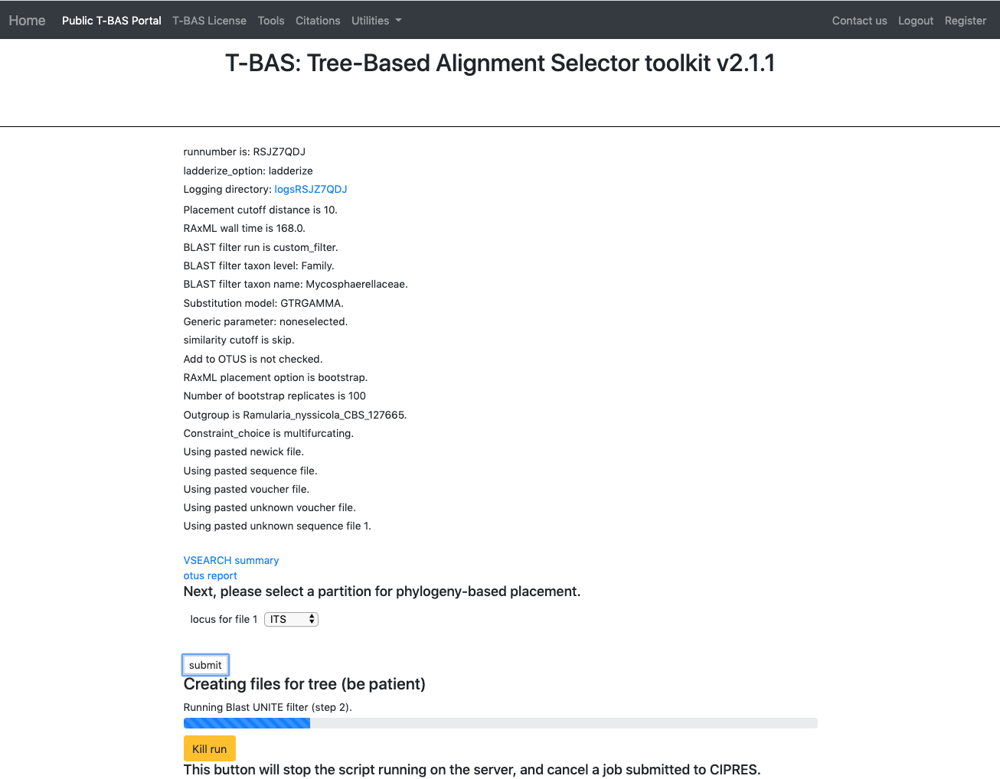 Home Public T-BAS Portal T-BAS License Tools Citations Utilities Contact us Logout Register
T-BAS: Tree-Based Alignment Selector toolkit v2.1.1
runnumber is: RSJZ7QDJ
ladderize_option: ladderize
Logging directory: logsRSJZ7QDJ
Placement cutoff distance is 10.
RAxML wall time is 168.0.
BLAST filter run is custom_filter.
BLAST filter taxon level: Family.
BLAST filter taxon name: Mycosphaerellaceae.
Substitution model: GTRGAMMA.
Generic parameter: noneselected.
similarity cutoff is skip.
Add to OTUS is not checked.
RAxML placement option is bootstrap.
Number of bootstrap replicates is 100
Outgroup is Ramularia_nyssicola_CBS_127665.
Constraint_choice is multifurcating.
Using pasted newick file.
Using pasted sequence file.
Using pasted voucher file.
Using pasted unknown voucher file.
Using pasted unknown sequence file 1.
VSEARCH summary
otus report
Next, please select a partition for phylogeny-based placement.
locus for file 1 ITS
submit
Creating files for tree (be patient)
Running Blast UNITE filter (step 2).
Kill run
This button will stop the script running on the server, and cancel a job submitted to CIPRES.